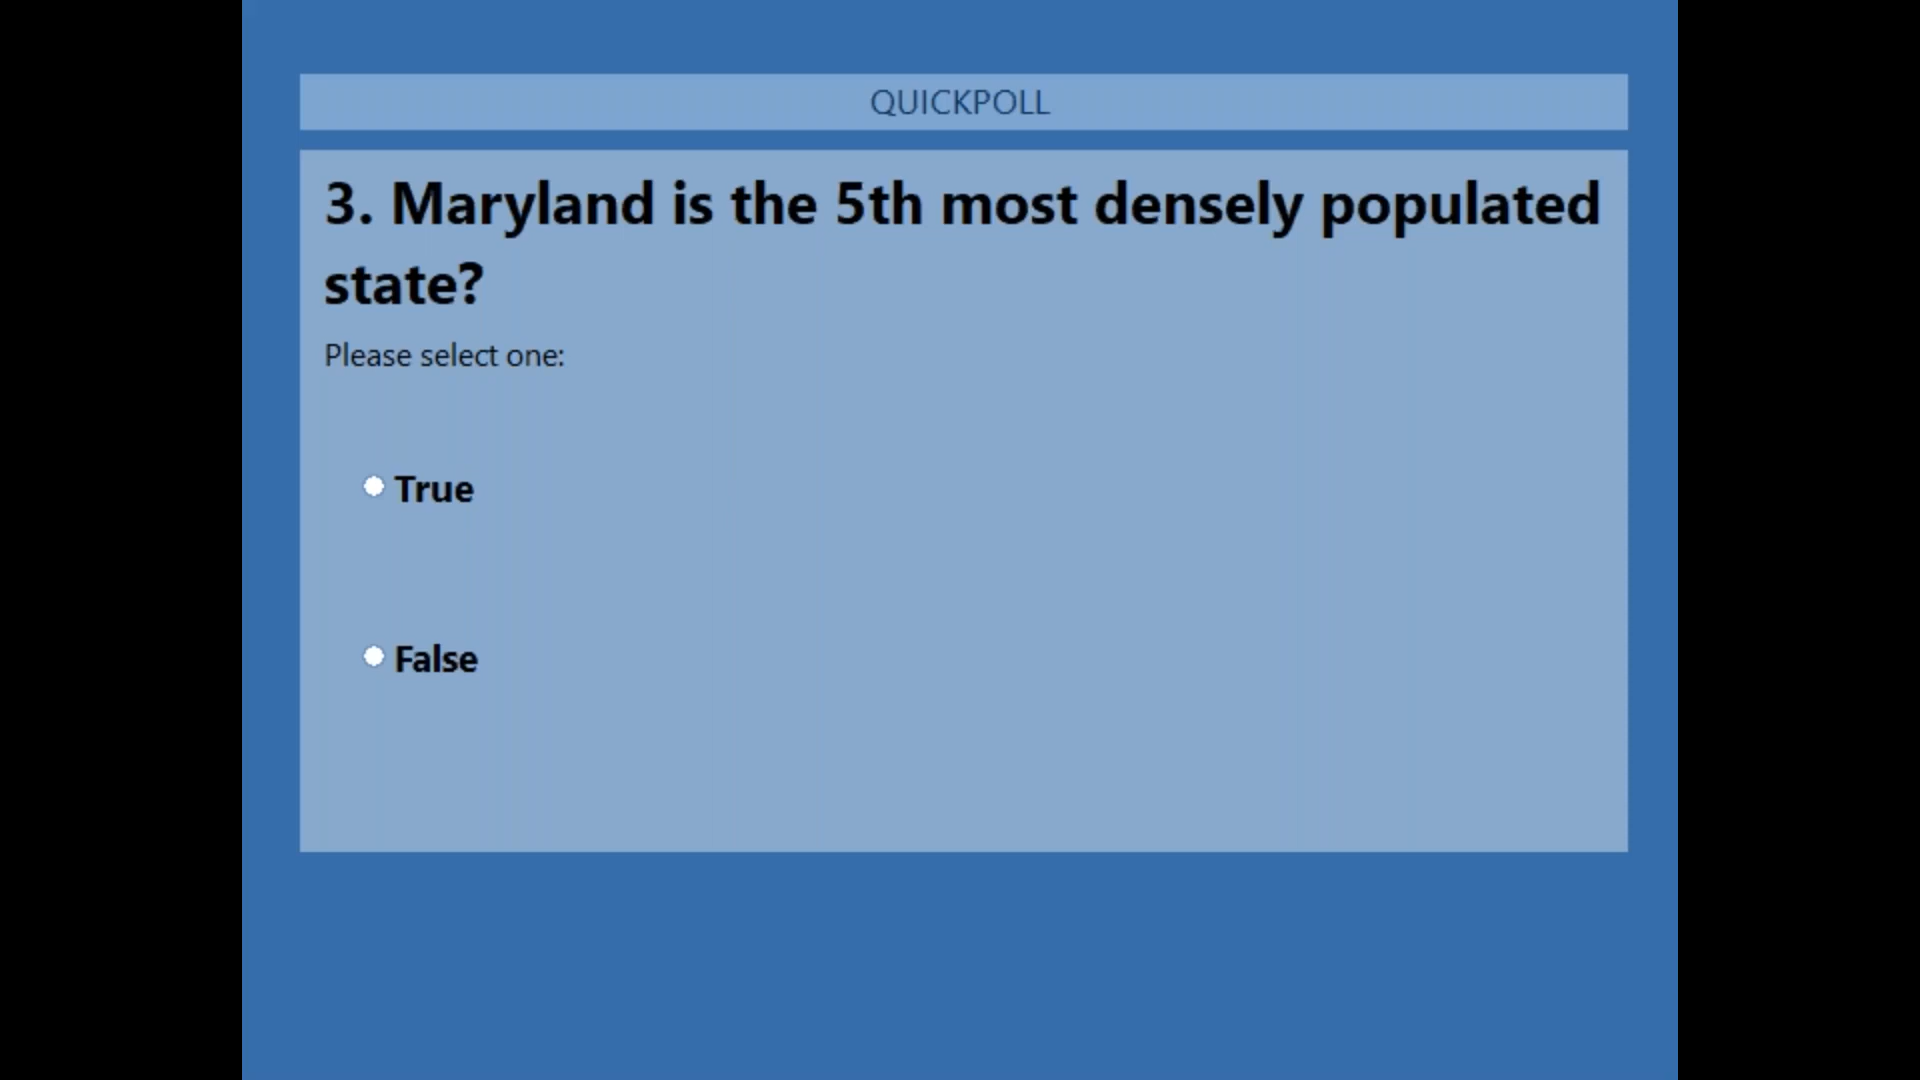 QUICKPOLL
3. Maryland is the 5th most densely populated
state?
Please select one:
True
False